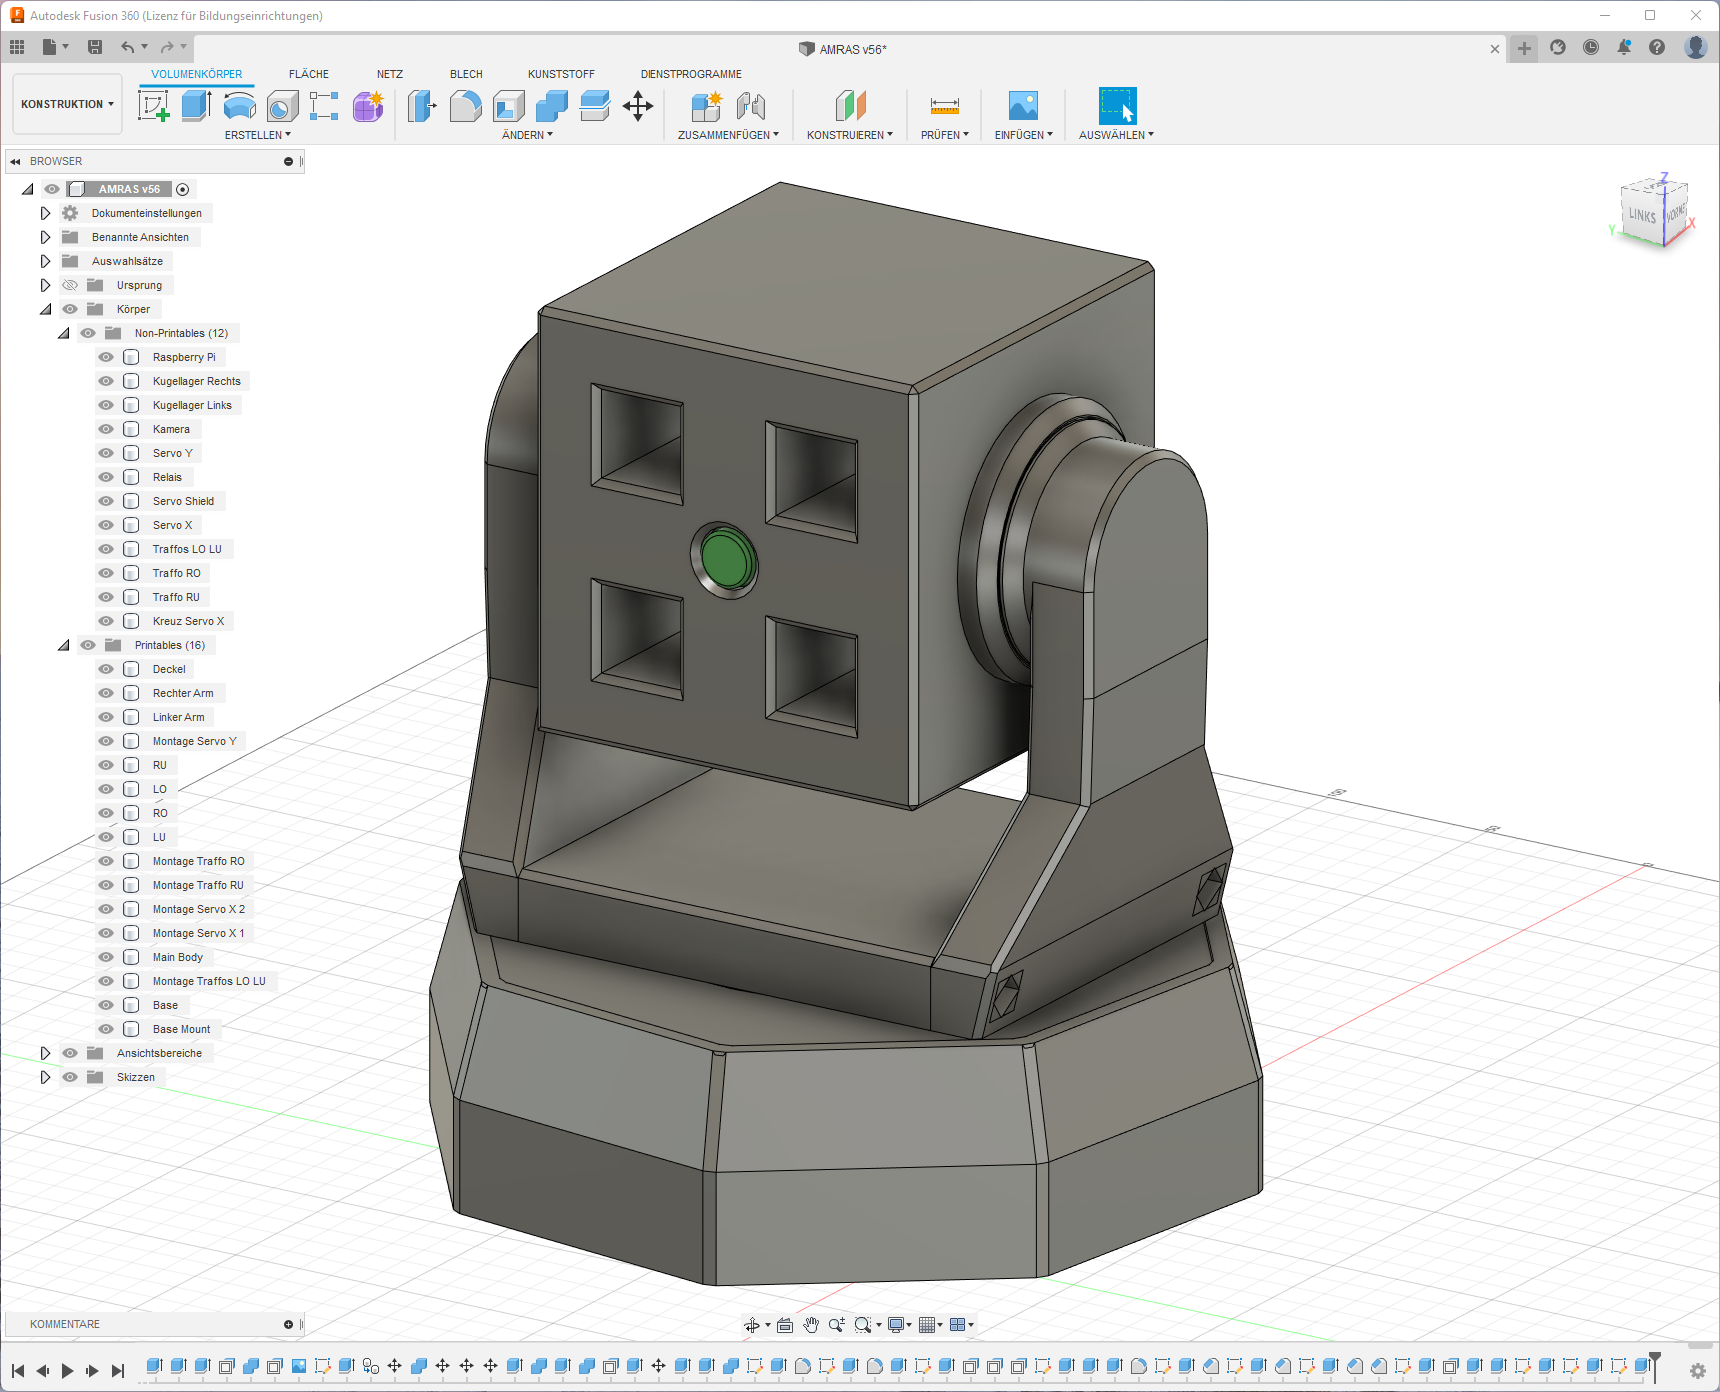 Autodesk Fusion 360 (Lizenz für Bildungseinrichtungen)
AMRAS v56*
KONSTRUKTION
VOLUMENKÖRPER FLÄCHE NETZ BLECH KUNSTSTOFF DIENSTPROGRAMME
ERSTELLEN ÄNDERN ZUSAMMENFÜGEN KONSTRUIEREN PRÜFEN EINFÜGEN AUSWÄHLEN
BROWSER
AMRAS v56
Dokumenteinstellungen
Benannte Ansichten
Auswahlsätze
Ursprung
Körper
Non-Printables (12)
Raspberry Pi
Kugellager Rechts
Kugellager Links
Kamera
Servo Y
Relais
Servo Shield
Servo X
Traffos LO LU
Traffo RO
Traffo RU
Kreuz Servo X
Printables (16)
Deckel
Rechter Arm
Linker Arm
Montage Servo Y
RU
LO
RO
LU
Montage Traffo RO
Montage Traffo RU
Montage Servo X 2
Montage Servo X 1
Main Body
Montage Traffos LO LU
Base
Base Mount
Ansichtsbereiche
Skizzen
Z
LINKS VORNE
Y X
KOMMENTARE